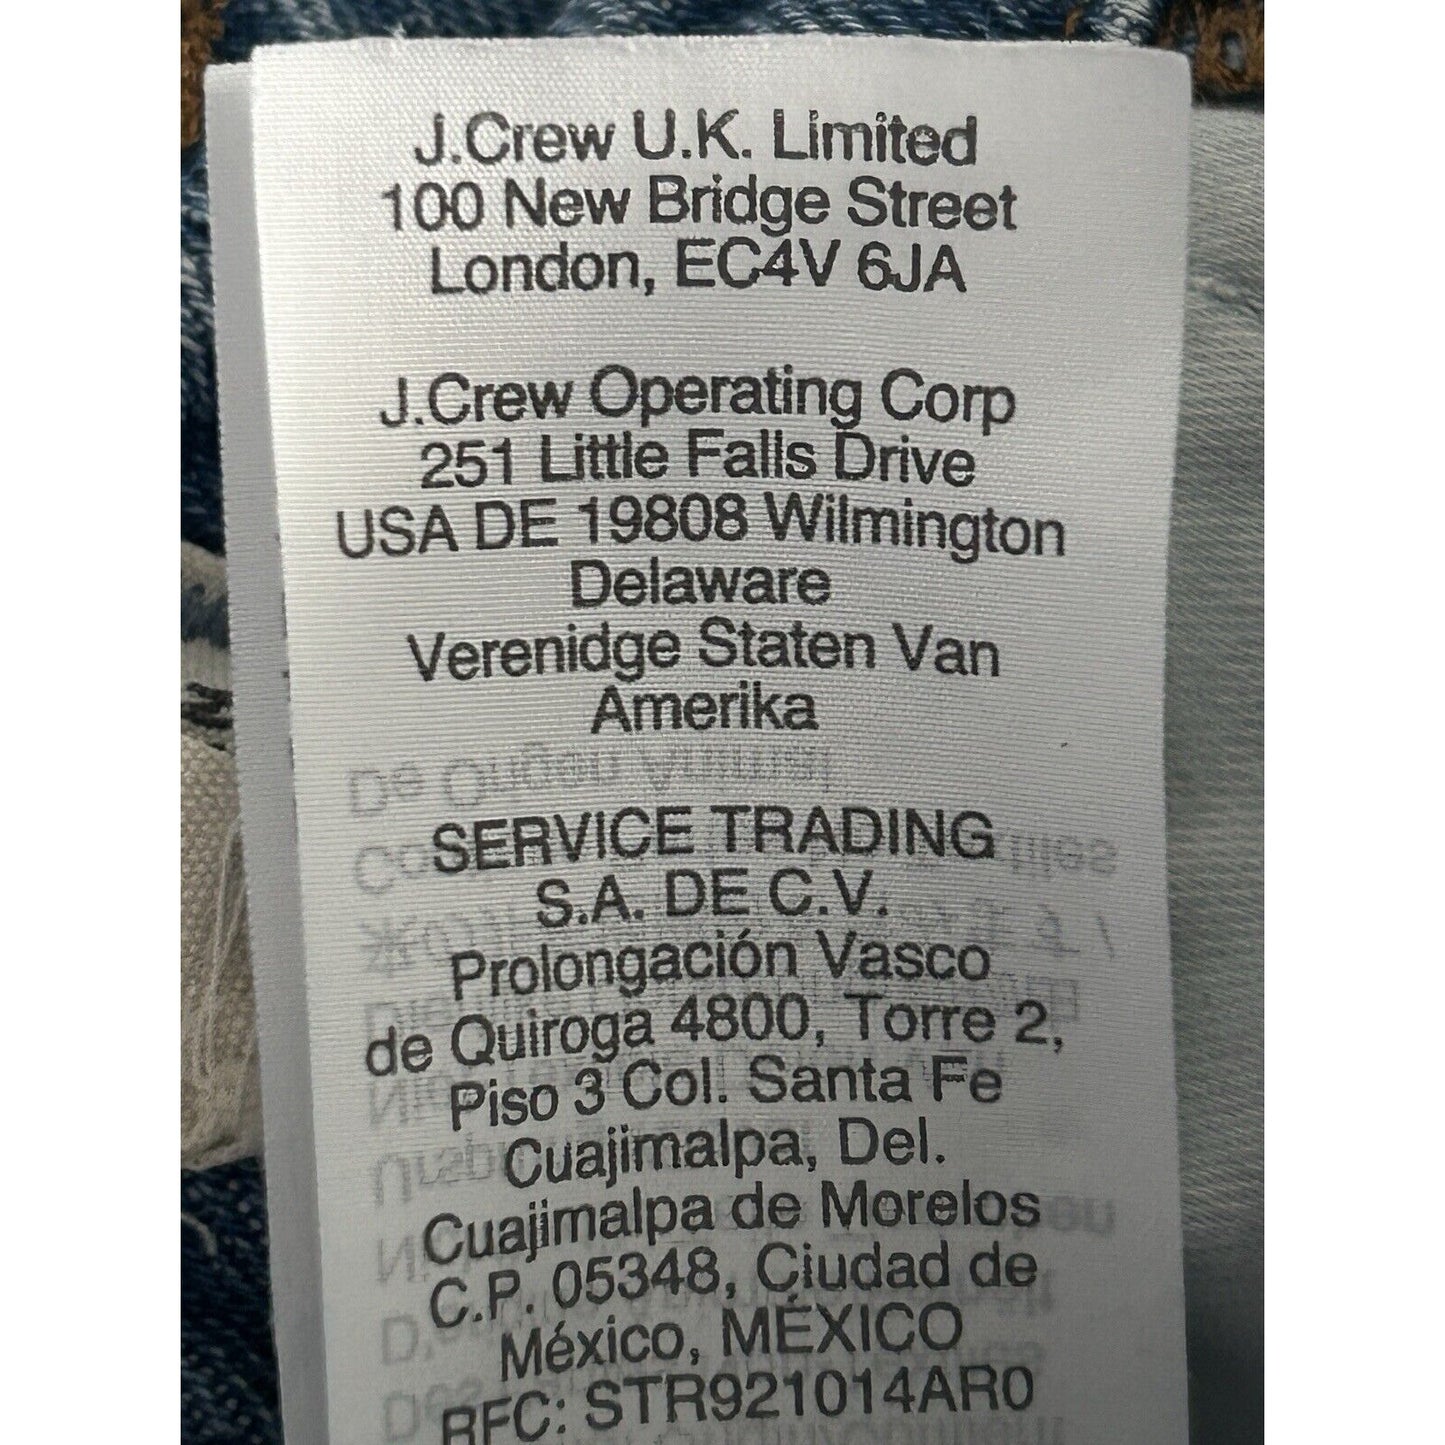 J.Crew U.K. Limited
100 New Bridge Street
London, EC4V 6JA
J.Crew Operating Corp
251 Little Falls Drive
USA DE 19808 Wilmington
Delaware
Verenidge Staten Van
Amerika
SERVICE TRADING
S.A. DE C.V.
Prolongación Vasco
de Quiroga 4800, Torre 2,
Piso 3 Col. Santa Fe
Cuajimalpa, Del.
Cuajimalpa de Morelos
C.P. 05348, Ciudad de
México, MÉXICO
RFC: STR921014AR0